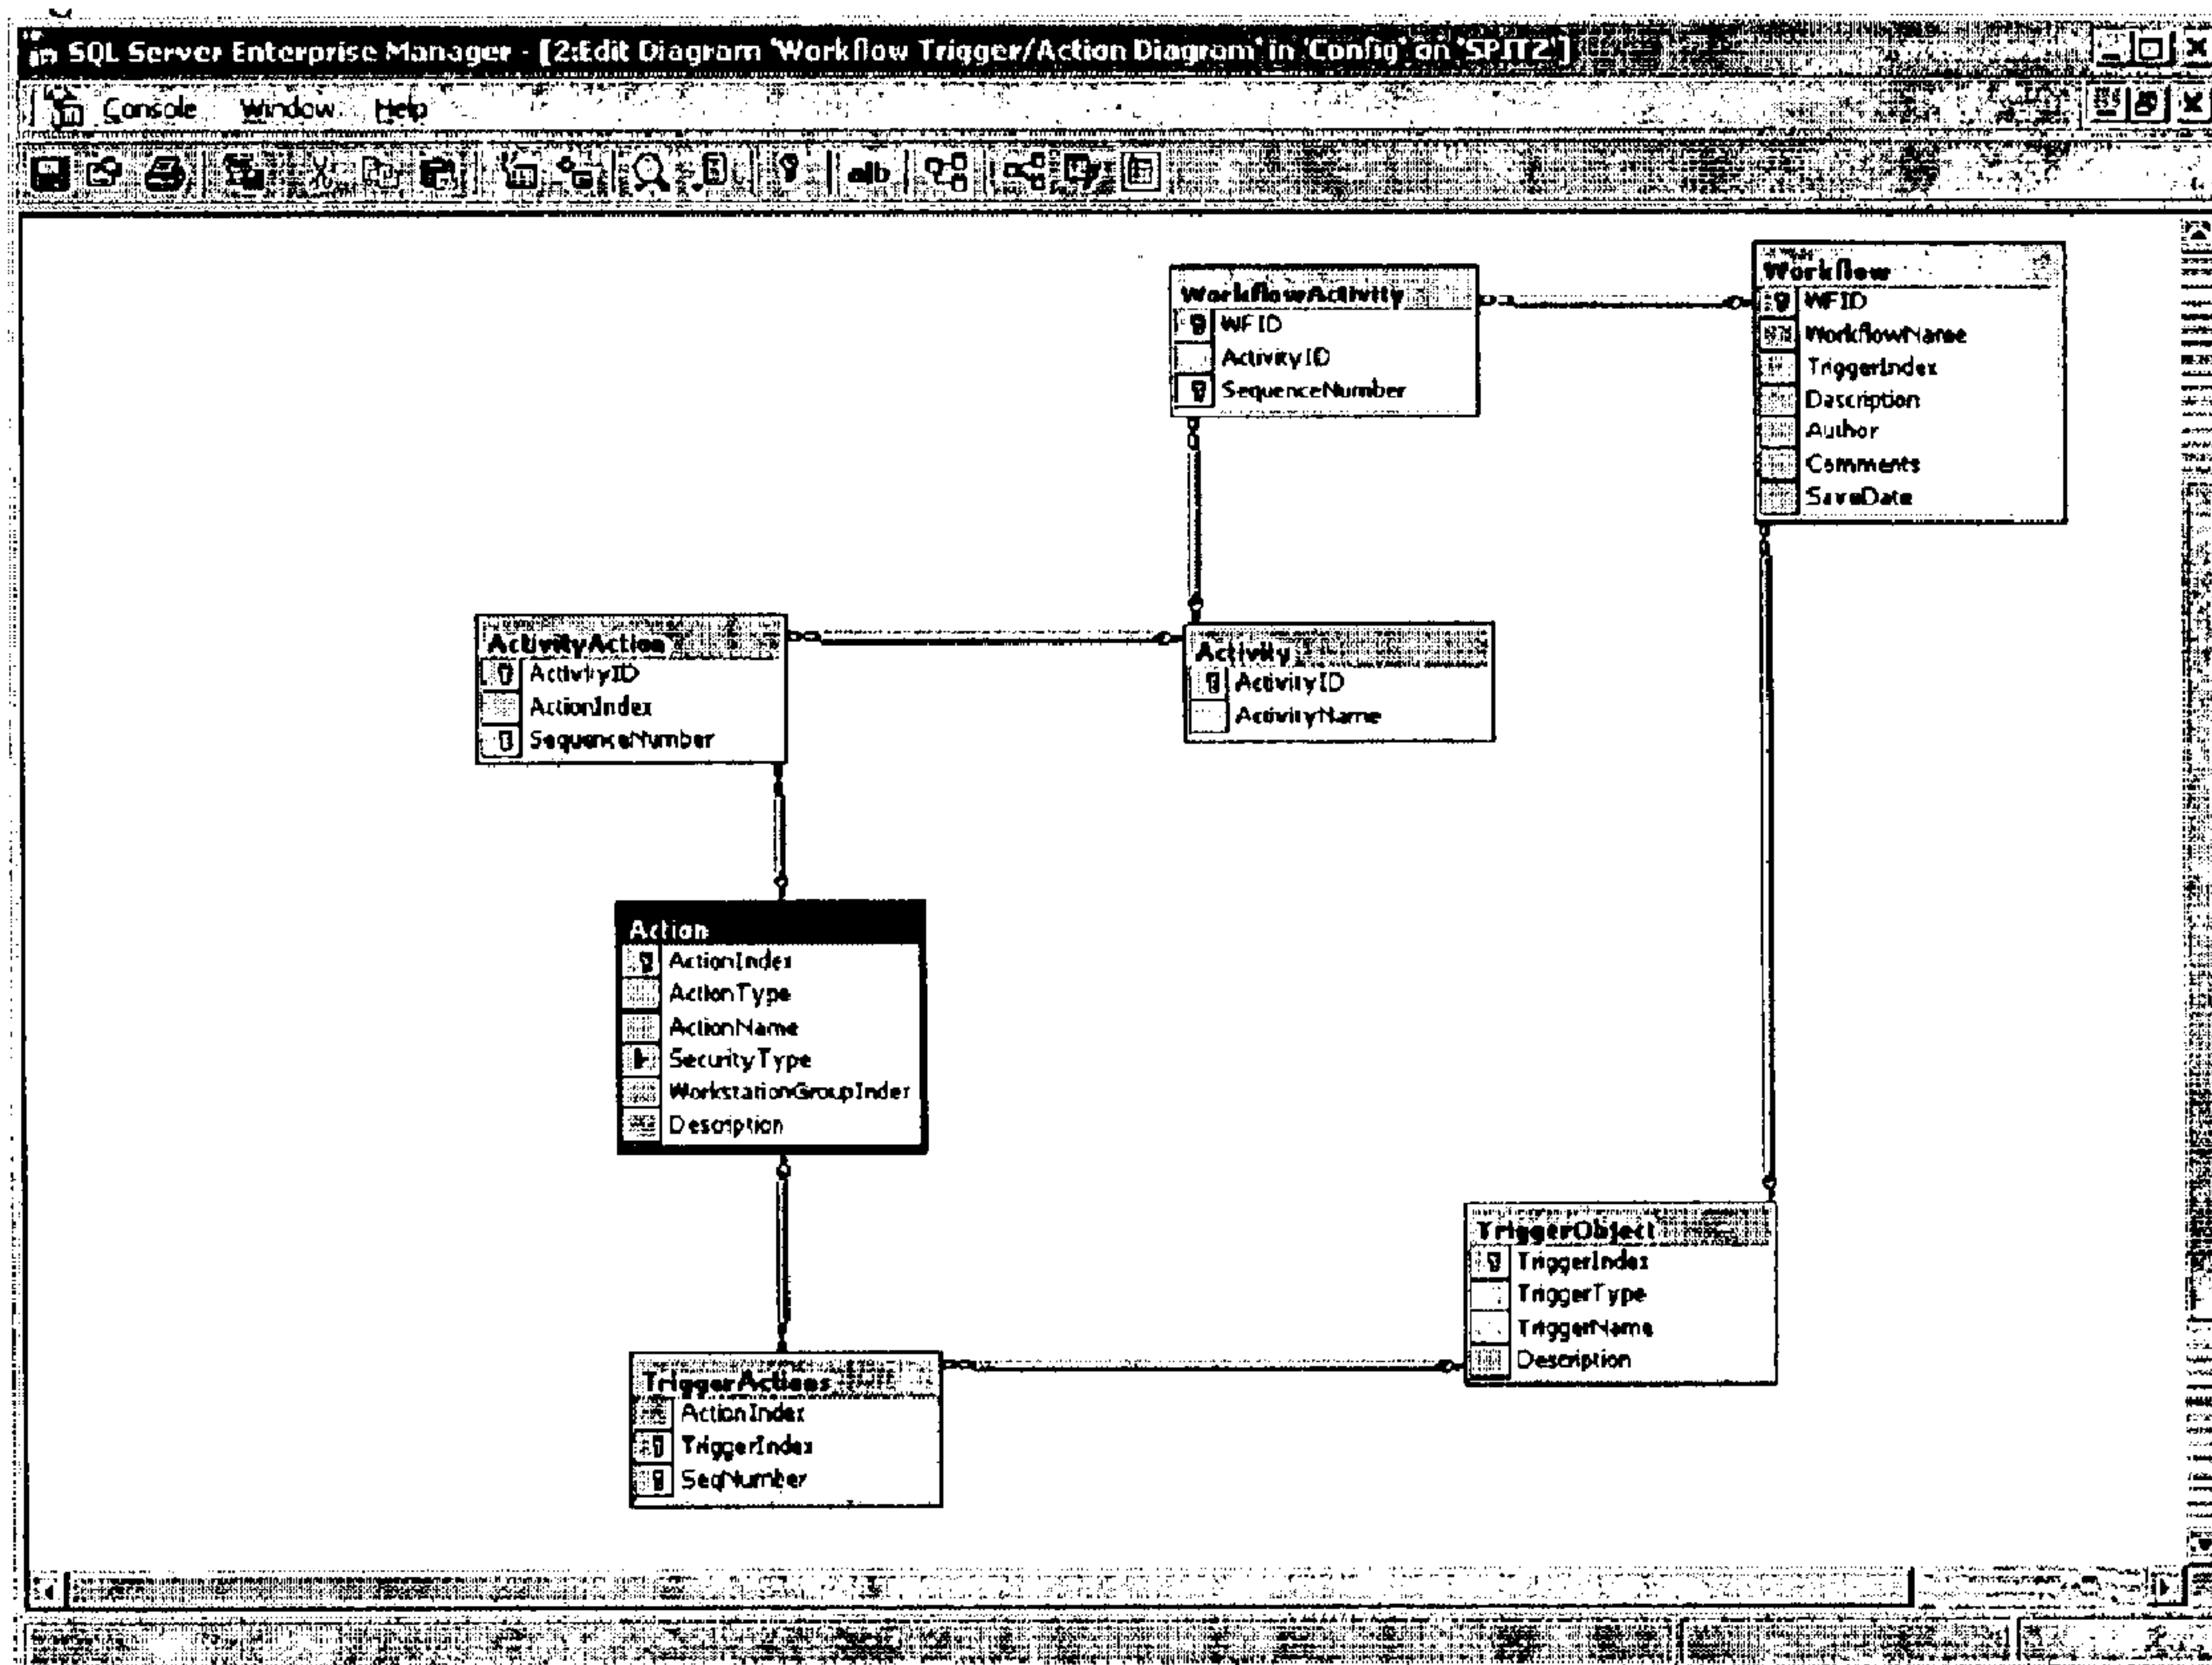 SQL Server Enterprise Manager - [2:Edit Diagram 'Workflow Trigger/Action Diagram' in 'Config' on 'SPJT2']
Console Window Help
ab
WorkflowActivity
WFID
ActivityID
SequenceNumber
Workflow
WFID
WorkflowName
TriggerIndex
Description
Author
Comments
SaveDate
ActivityAction
ActivityID
ActionIndex
SequenceNumber
Activity
ActivityID
ActivityName
Action
ActionIndex
ActionType
ActionName
SecurityType
WorkstationGroupIndex
Description
TriggerObject
TriggerIndex
TriggerType
TriggerName
Description
TriggerActions
ActionIndex
TriggerIndex
SeqNumber